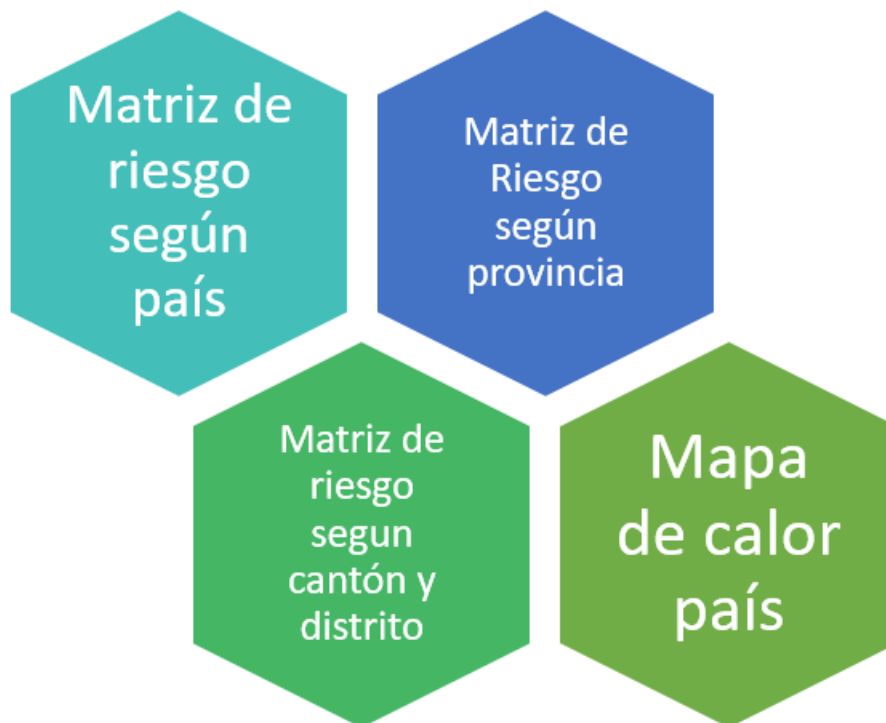 Matriz de
riesgo
según
país
Matriz de
Riesgo
según
provincia
Matriz de
riesgo
segun
cantón y
distrito
Mapa
de calor
país